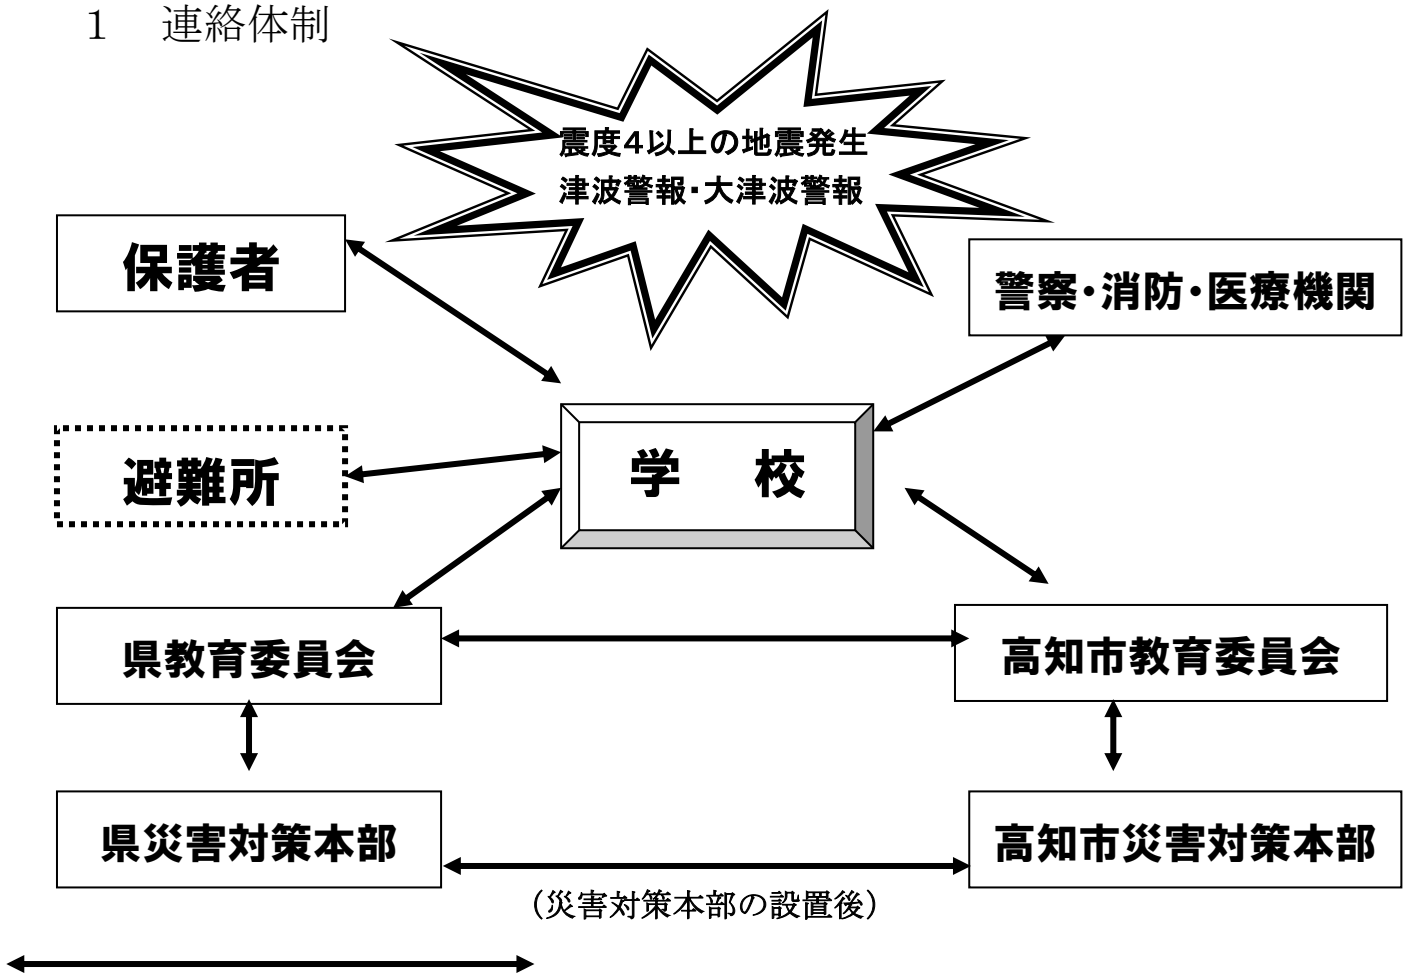 １　連絡体制
震度４以上の地震発生
津波警報・大津波警報
保護者
警察・消防・医療機関
避難所
学　校
県教育委員会
高知市教育委員会
県災害対策本部
高知市災害対策本部
（災害対策本部の設置後）